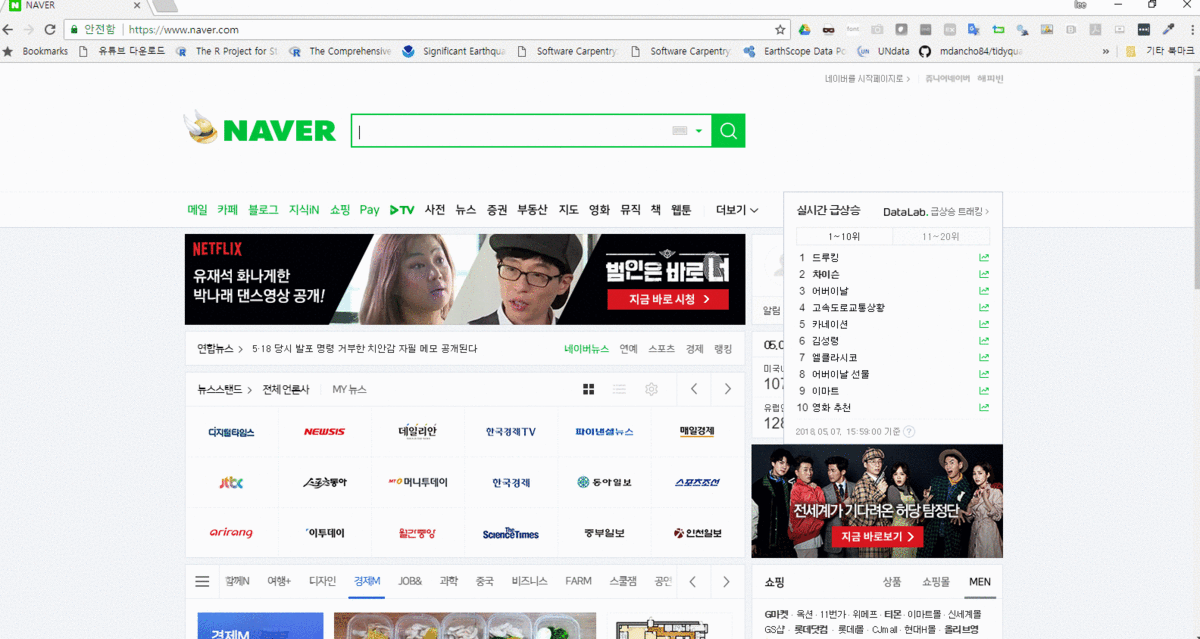 NAVER
lee
안전함 https://www.naver.com
Bookmarks 유튜브 다운로드 The R Project for St The Comprehensive Significant Earthqua Software Carpentry: Software Carpentry: EarthScope Data Po UNdata mdancho84/tidyqua » 기타 북마크
네이버를 시작페이지로 > 쥬니어네이버 해피빈
NAVER
메일 카페 블로그 지식iN 쇼핑 Pay TV 사전 뉴스 증권 부동산 지도 영화 뮤직 책 웹툰 더보기
실시간 급상승 DataLab. 급상승 트래킹 >
1~10위 11~20위
1 드루킹
2 차이슨
3 어버이날
4 고속도로교통상황
5 카네이션
6 김성령
7 엘클라시코
8 어버이날 선물
9 이마트
10 영화 추천
2018.05.07. 15:59:00 기준 ?
NETFLIX
유재석 화나게한
박나래 댄스영상 공개!
범인은 바로 너
지금 바로 시청 >
알림
연합뉴스 > 5·18 당시 발포 명령 거부한 치안감 자필 메모 공개된다
네이버뉴스 연예 스포츠 경제 랭킹
05.0
미국
107
유럽연
128
뉴스스탠드 > 전체 언론사 MY 뉴스
디지털타임스 NEWSIS 데일리안 한국경제TV 파이낸셜뉴스 매일경제
jtbc 스포츠동아 머니투데이 한국경제 동아일보 스포츠조선
arirang 이투데이 월간중앙 The ScienceTimes 중부일보 인천일보
전세계가 기다려온 허당 탐정단
지금 바로보기 >
함께N 여행+ 디자인 경제M JOB& 과학 중국 비즈니스 FARM 스쿨잼 공연
쇼핑 상품 쇼핑몰 MEN
G마켓 · 옥션 · 11번가 · 위메프 · 티몬 · 이마트몰 · 신세계몰
GS샵 · 롯데닷컴 · 롯데몰 · CJmall · 현대H몰 · 올리브영
경제M